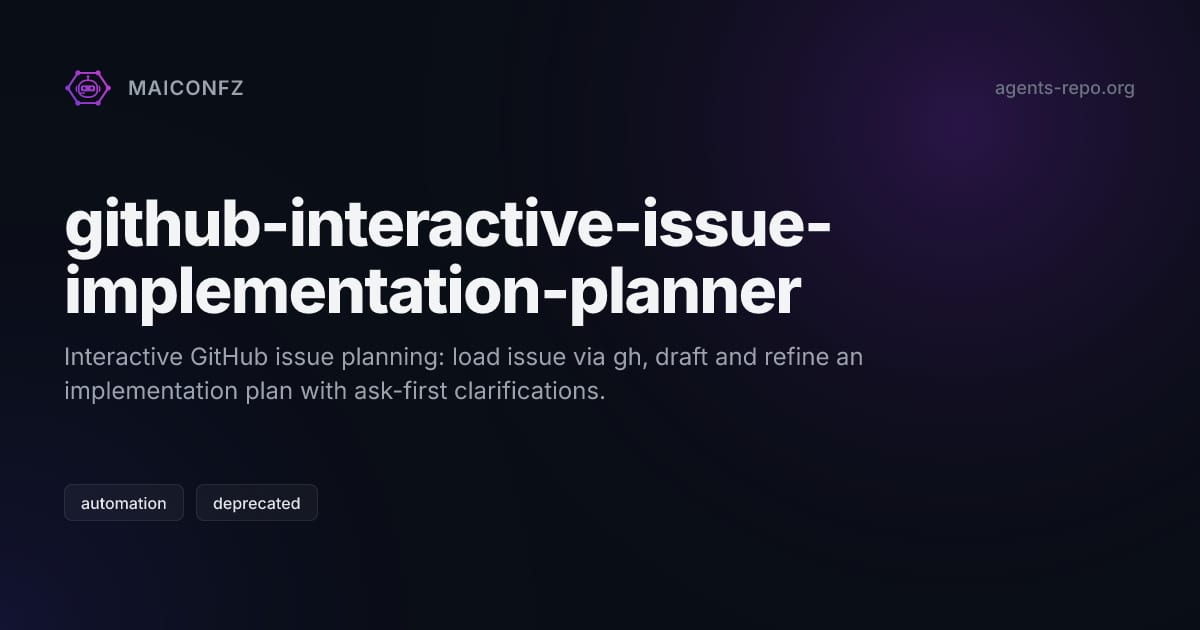 MAICONFZ
agents-repo.org
github-interactive-issue-
implementation-planner
Interactive GitHub issue planning: load issue via gh, draft and refine an
implementation plan with ask-first clarifications.
automation
deprecated